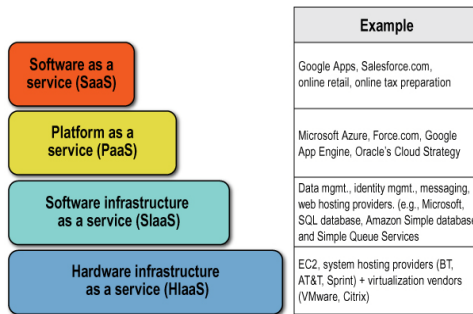 Example
Software as a
service (SaaS)
Google Apps, Salesforce.com,
online retail, online tax preparation
Platform as a
service (PaaS)
Microsoft Azure, Force.com, Google
App Engine, Oracle's Cloud Strategy
Software infrastructure
as a service (SIaaS)
Data mgmt., identity mgmt., messaging,
web hosting providers. (e.g., Microsoft,
SQL database, Amazon Simple database
and Simple Queue Services
Hardware infrastructure
as a service (HIaaS)
EC2, system hosting providers (BT,
AT&T, Sprint) + virtualization vendors
(VMware, Citrix)